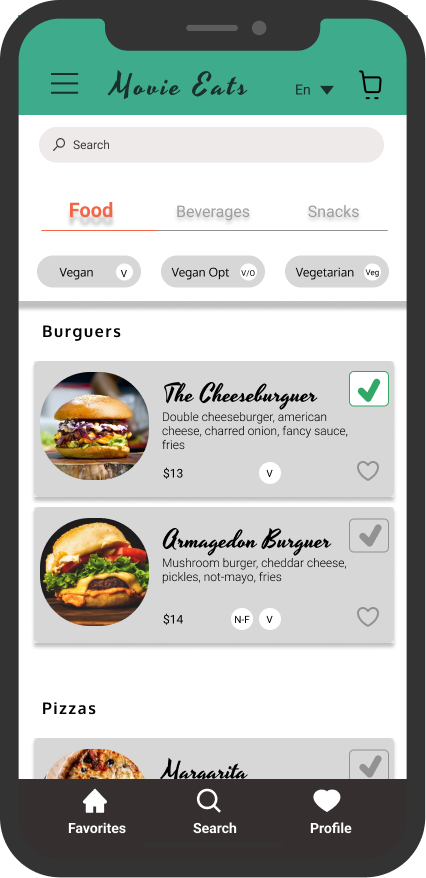 Movie Eats
En
Search
Food
Beverages
Snacks
Vegan
V
Vegan Opt
V/O
Vegetarian
Veg
Burguers
The Cheeseburguer
Double cheeseburger, american
cheese, charred onion, fancy sauce,
fries
$13
V
Armagedon Burguer
Mushroom burger, cheddar cheese,
pickles, not-mayo, fries
$14
N-F
V
Pizzas
Margarita
Favorites
Search
Profile